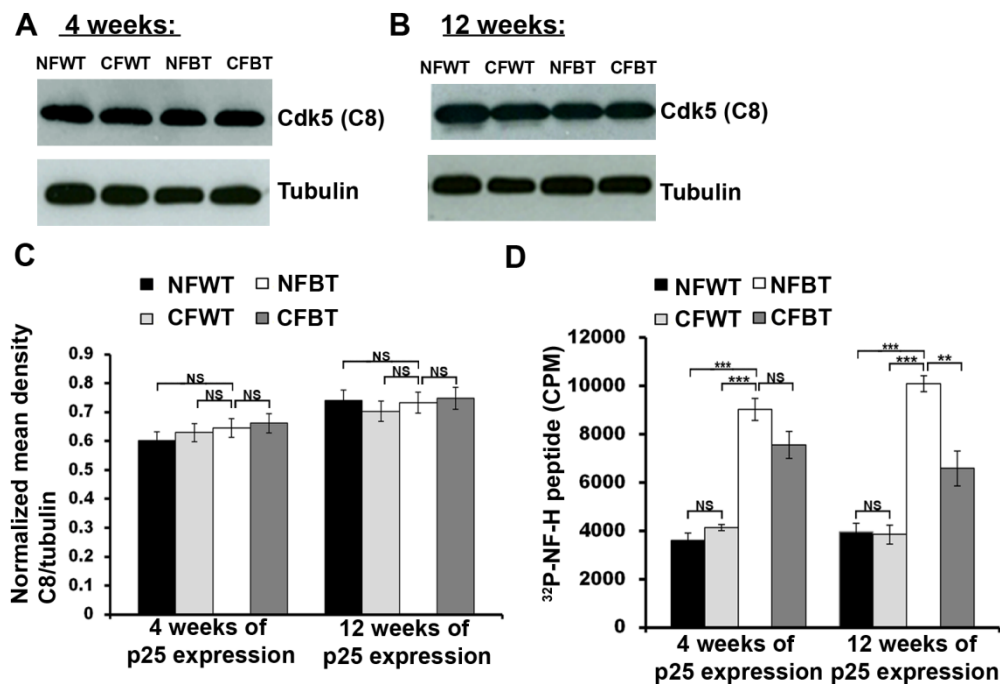 A 4 weeks:
NFWT CFWT NFBT CFBT
Cdk5 (C8)
Tubulin
B 12 weeks:
NFWT CFWT NFBT CFBT
Cdk5 (C8)
Tubulin
C
NFWT NFBT
CFWT CFBT
Normalized mean density
C8/tubulin
0.9
0.8
0.7
0.6
0.5
0.4
0.3
0.2
0.1
0
NS
NS NS
NS
NS NS
4 weeks of
p25 expression
12 weeks of
p25 expression
D
NFWT NFBT
CFWT CFBT
³²P-NF-H peptide (CPM)
12000
10000
8000
6000
4000
2000
0
***
*** NS
NS
***
*** **
NS
4 weeks of
p25 expression
12 weeks of
p25 expression